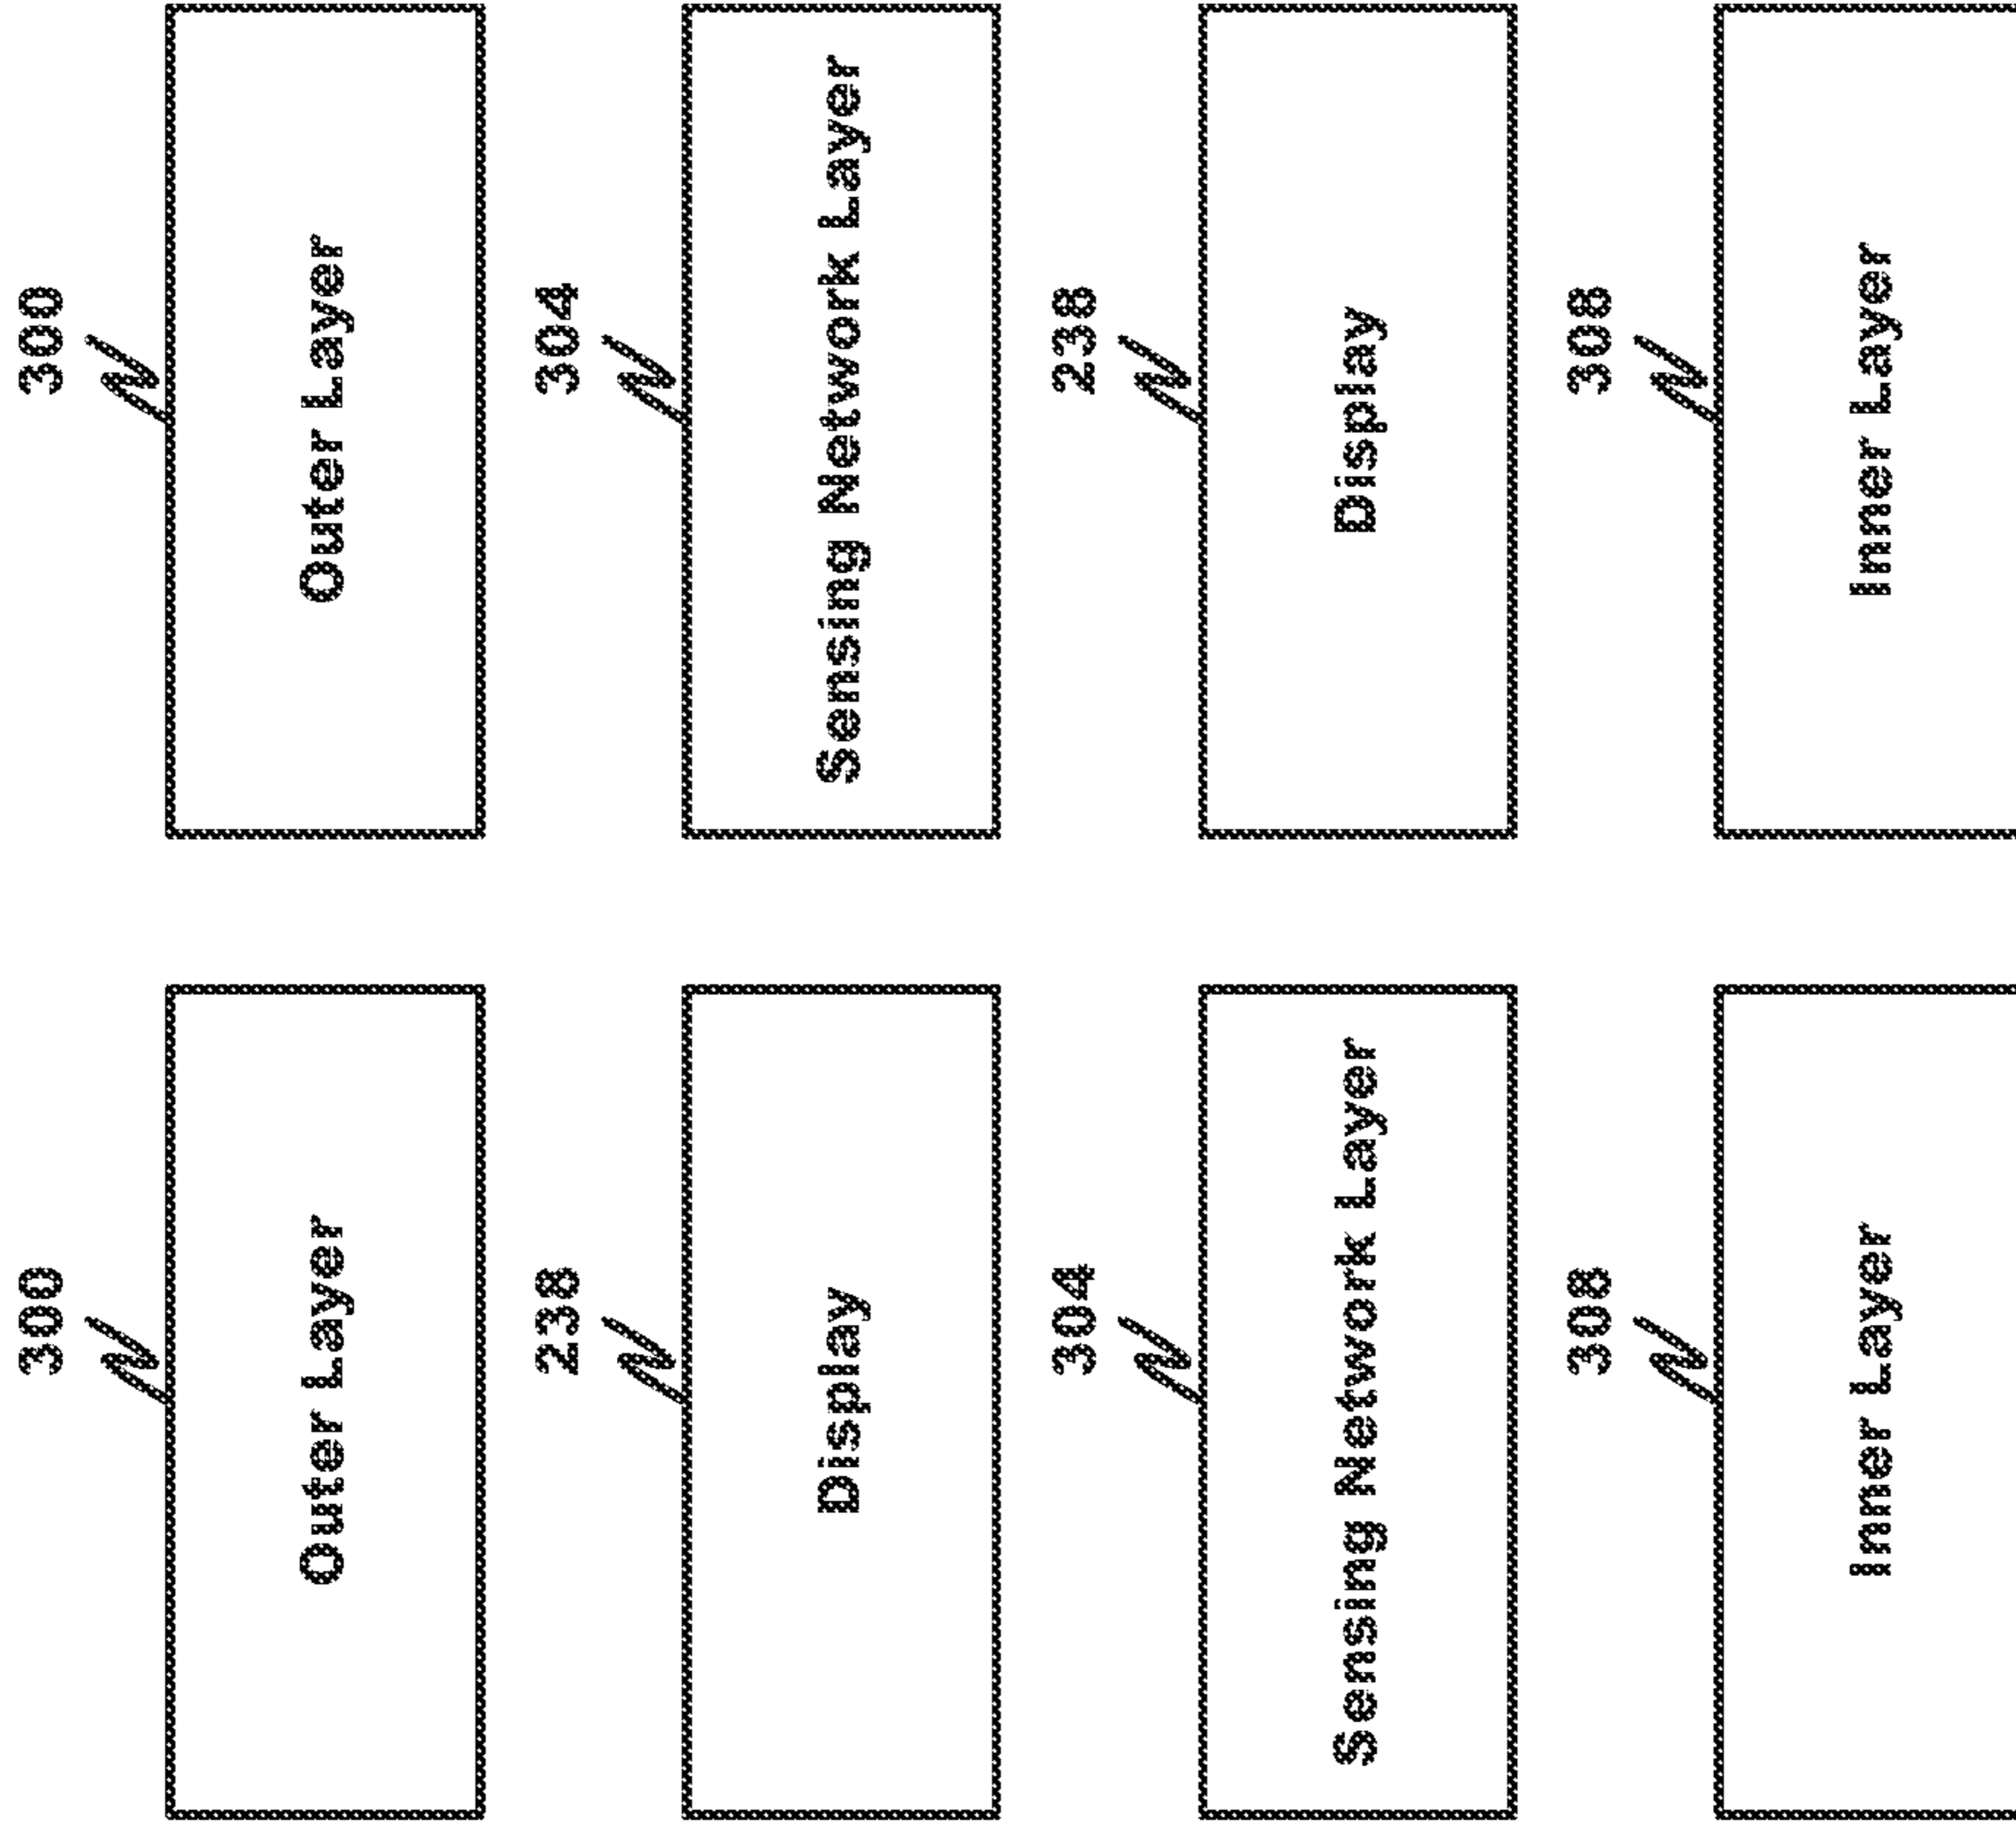 300
Outer Layer
238
Display
304
Sensing Network Layer
308
Inner Layer
300
Outer Layer
304
Sensing Network Layer
238
Display
308
Inner Layer